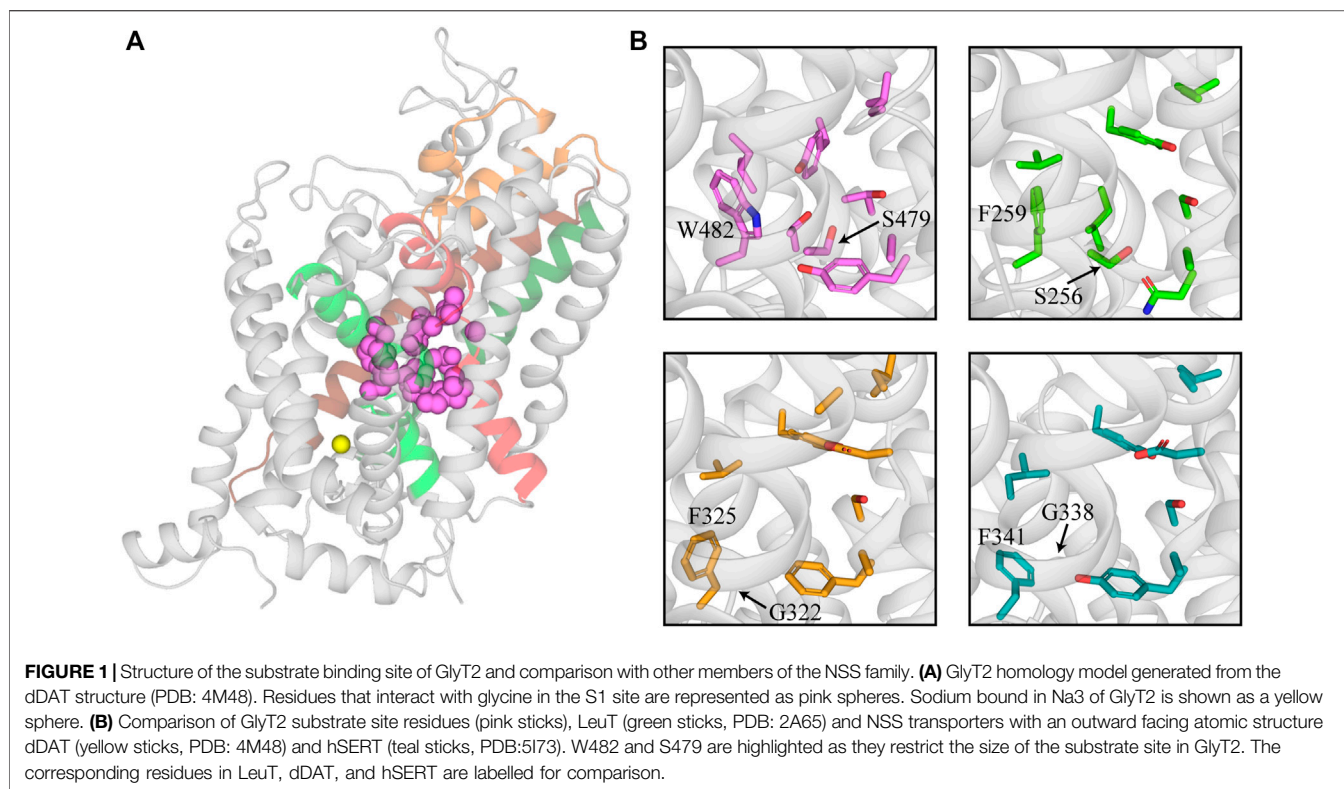 A
B
W482
S479
F259
S256
F325
G322
F341
G338
FIGURE 1 | Structure of the substrate binding site of GlyT2 and comparison with other members of the NSS family. (A) GlyT2 homology model generated from the
dDAT structure (PDB: 4M48). Residues that interact with glycine in the S1 site are represented as pink spheres. Sodium bound in Na3 of GlyT2 is shown as a yellow
sphere. (B) Comparison of GlyT2 substrate site residues (pink sticks), LeuT (green sticks, PDB: 2A65) and NSS transporters with an outward facing atomic structure
dDAT (yellow sticks, PDB: 4M48) and hSERT (teal sticks, PDB:5I73). W482 and S479 are highlighted as they restrict the size of the substrate site in GlyT2. The
corresponding residues in LeuT, dDAT, and hSERT are labelled for comparison.